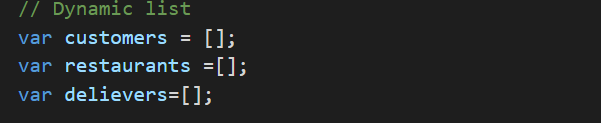 // Dynamic list
var customers = [];
var restaurants =[];
var delievers=[];